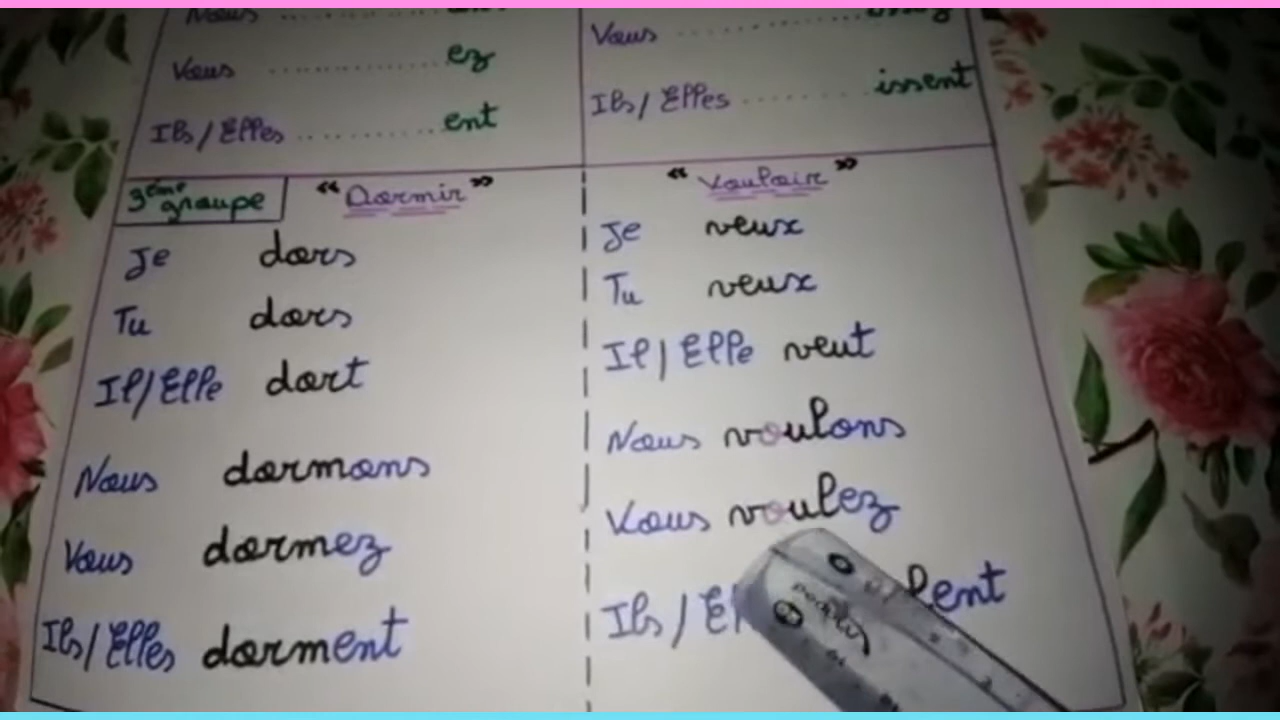 Nous
Vous .............. ez
Ils/Elles .............. ent
Vous
Ils/Elles .......... issent
3ème groupe
"Dormir"
Je dors
Tu dors
Il/Elle dort
Nous dormons
Vous dormez
Ils/Elles dorment
"Vouloir"
Je veux
Tu veux
Il/Elle veut
Nous voulons
Vous voulez
Ils/ lent